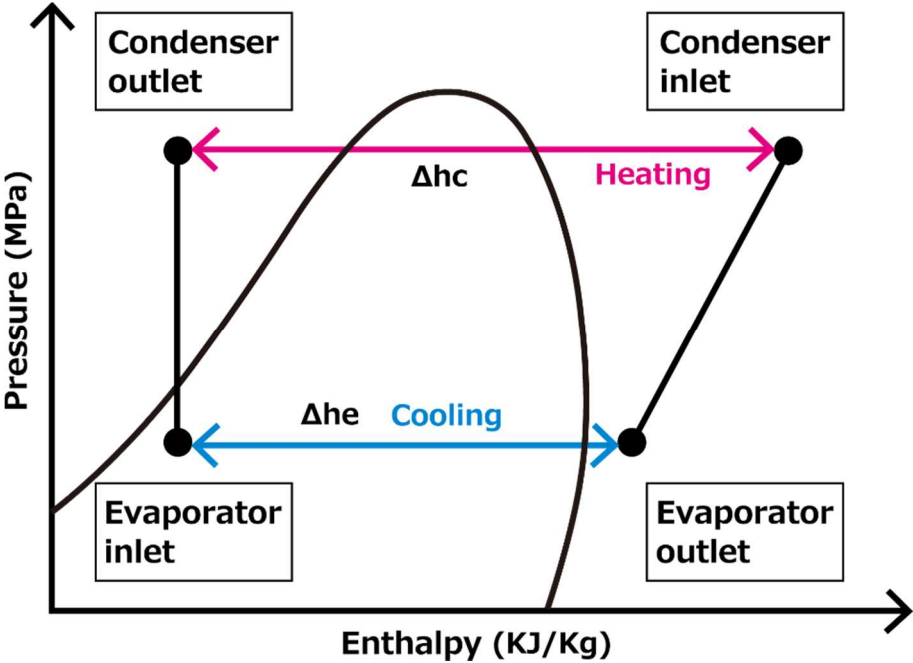 Condenser
outlet
Condenser
inlet
Δhc
Heating
Pressure (MPa)
Δhe
Cooling
Evaporator
inlet
Evaporator
outlet
Enthalpy (KJ/Kg)